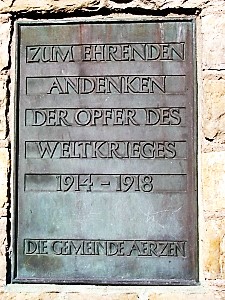 ZUM EHRENDEN
ANDENKEN
DER OPFER DES
WELTKRIEGES
1914 - 1918
DIE GEMEINDE AERZEN